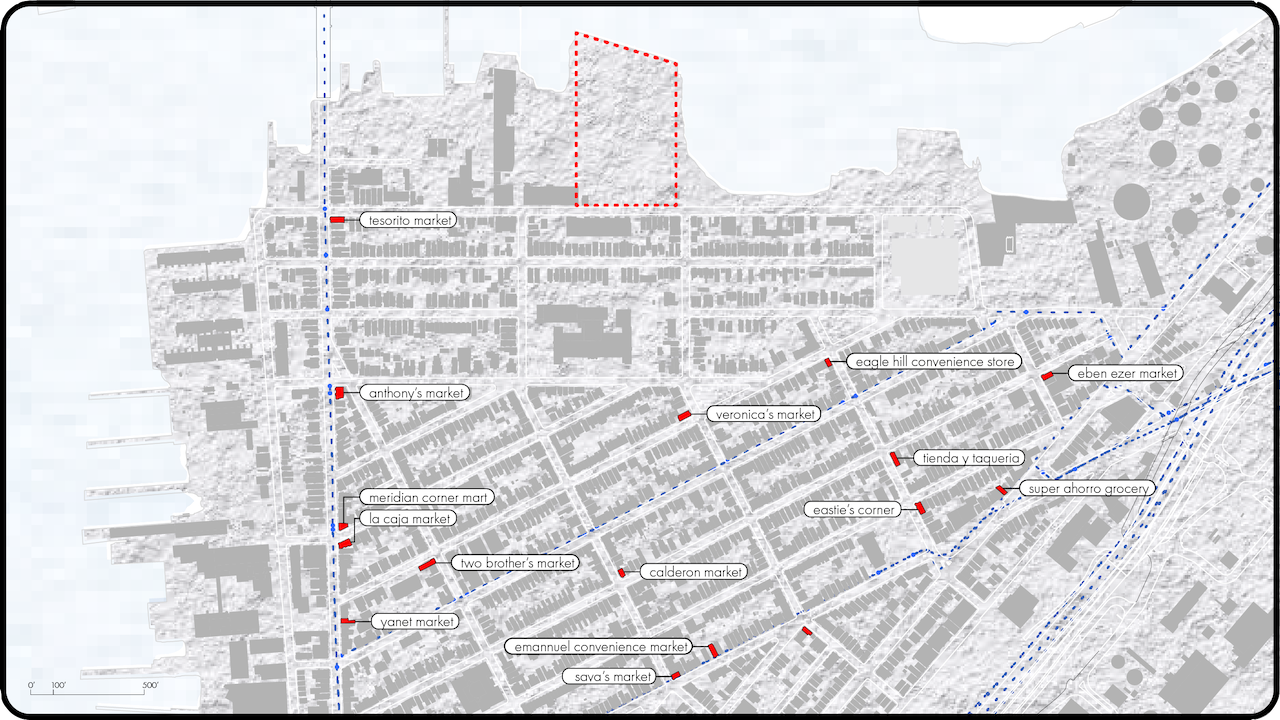 tesorito market
eagle hill convenience store
eben ezer market
anthony's market
veronica's market
tienda y taqueria
super ahorro grocery
meridian corner mart
eastie's corner
la caja market
two brother's market
calderon market
yanet market
emannuel convenience market
sava's market
0' 100' 500'